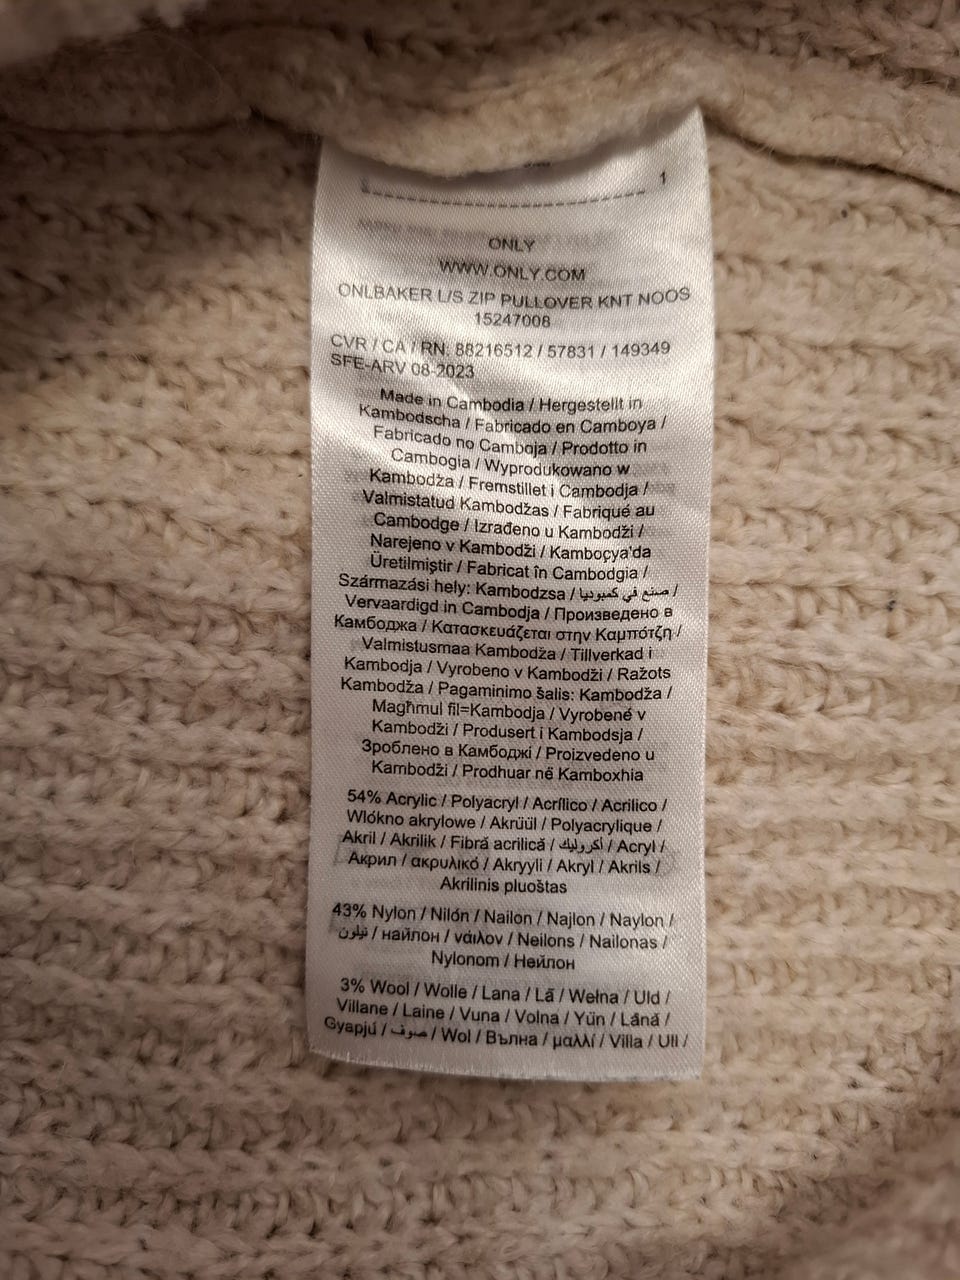 1
ONLY
WWW.ONLY.COM
ONLBAKER L/S ZIP PULLOVER KNT NOOS
15247008
CVR / CA / RN: 88216512 / 57831 / 149349
SFE-ARV 08-2023
Made in Cambodia / Hergestellt in
Kambodscha / Fabricado en Camboya /
Fabricado no Camboja / Prodotto in
Cambogia / Wyprodukowano w
Kambodża / Fremstillet i Cambodja /
Valmistatud Kambodžas / Fabriqué au
Cambodge / Izrađeno u Kambodži /
Narejeno v Kambodži / Kamboçya'da
Üretilmiştir / Fabricat în Cambodgia /
Származási hely: Kambodzsa / صنع في كمبوديا /
Vervaardigd in Cambodja / Произведено в
Камбоджа / Κατασκευάζεται στην Καμπότζη /
Valmistusmaa Kambodža / Tillverkad i
Kambodja / Vyrobeno v Kambodži / Ražots
Kambodža / Pagaminimo šalis: Kambodža /
Magħmul fil=Kambodja / Vyrobené v
Kambodži / Produsert i Kambodsja /
Зроблено в Камбоджі / Proizvedeno u
Kambodži / Prodhuar në Kamboxhia
54% Acrylic / Polyacryl / Acrílico / Acrilico /
Włókno akrylowe / Akrüül / Polyacrylique /
Akril / Akrilik / Fibră acrilică / أكروليك / Acryl /
Акрил / ακρυλικό / Akryyli / Akryl / Akrils /
Akrilinis pluoštas
43% Nylon / Nilón / Nailon / Najlon / Naylon /
نيلون / найлон / νάιλον / Neilons / Nailonas /
Nylonom / Нейлон
3% Wool / Wolle / Lana / Lã / Wełna / Uld /
Villane / Laine / Vuna / Volna / Yün / Lână /
Gyapjú / صوف / Wol / Вълна / μαλλί / Villa / Ull /